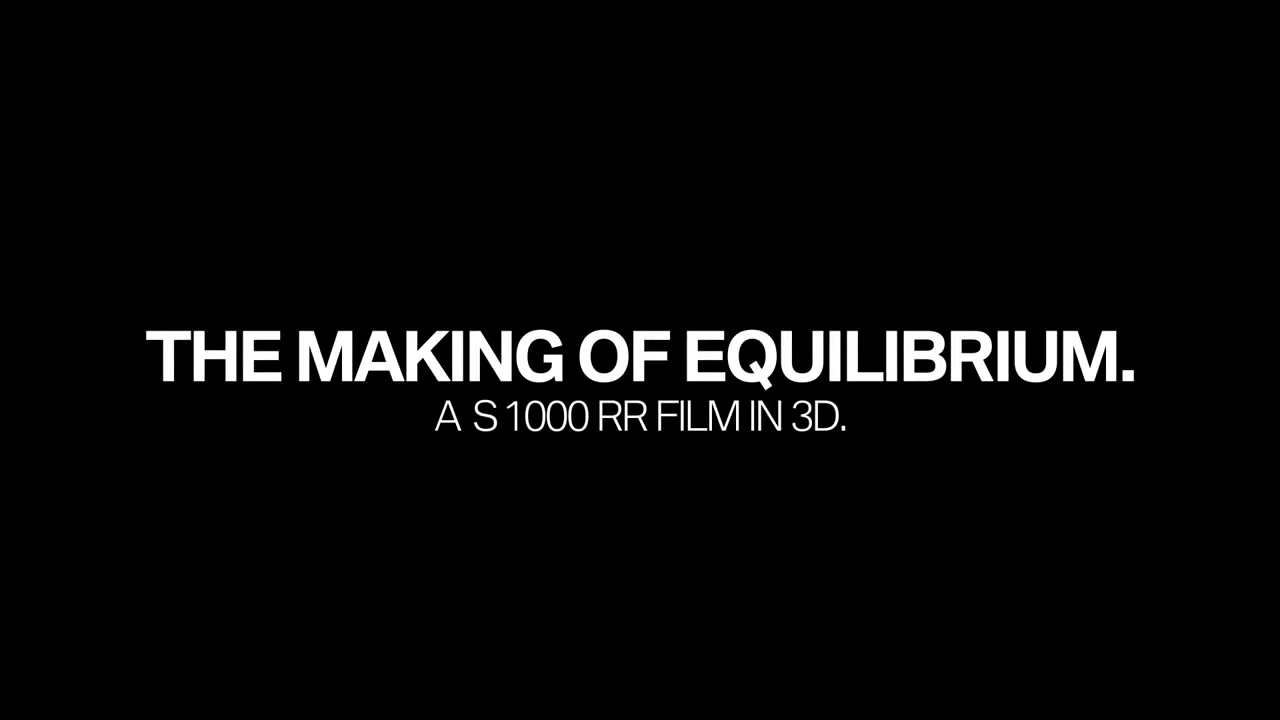 THE MAKING OF EQUILIBRIUM.
A S 1000 RR FILM IN 3D.